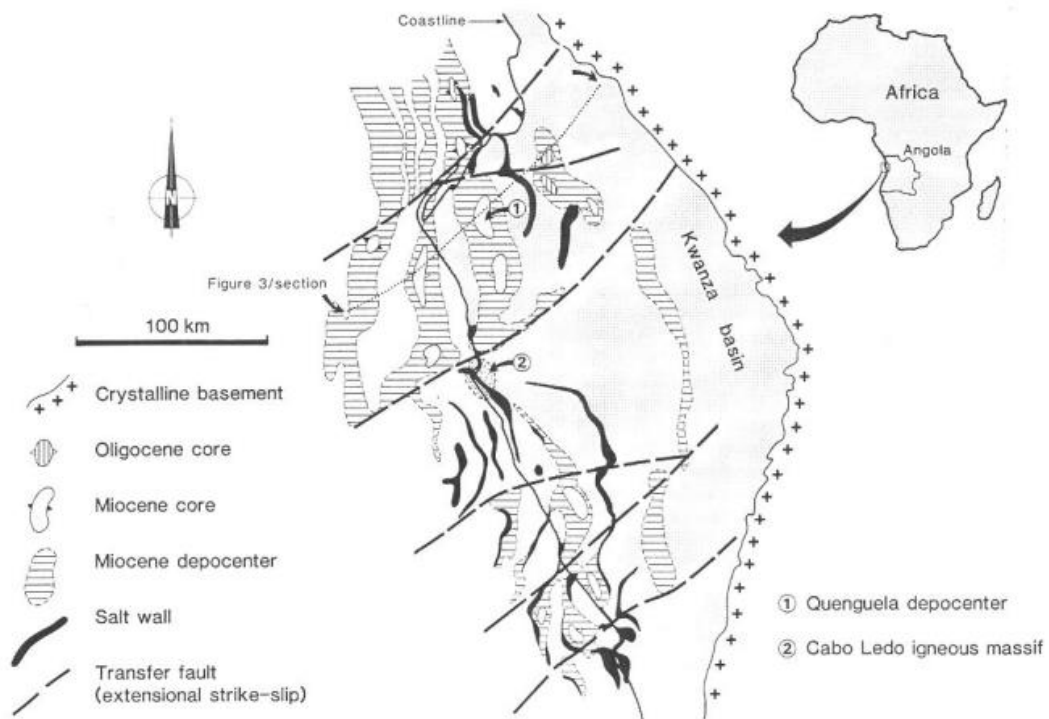 Coastline
Africa
Angola
N
①
Kwanza
basin
Figure 3/section
100 km
②
Crystalline basement
Oligocene core
Miocene core
Miocene depocenter
Salt wall
Transfer fault
(extensional strike-slip)
① Quenguela depocenter
② Cabo Ledo igneous massif